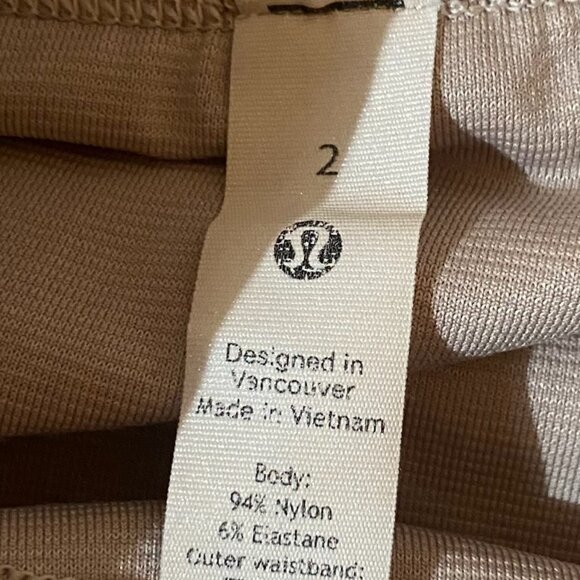 2
Designed in
Vancouver
Made in Vietnam
Body:
94% Nylon
6% Elastane
Outer waistband: